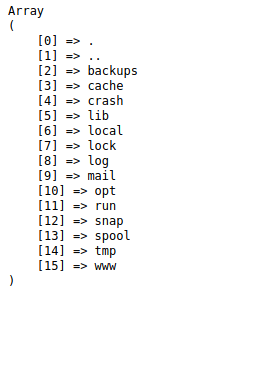 Array
(
    [0] => .
    [1] => ..
    [2] => backups
    [3] => cache
    [4] => crash
    [5] => lib
    [6] => local
    [7] => lock
    [8] => log
    [9] => mail
    [10] => opt
    [11] => run
    [12] => snap
    [13] => spool
    [14] => tmp
    [15] => www
)